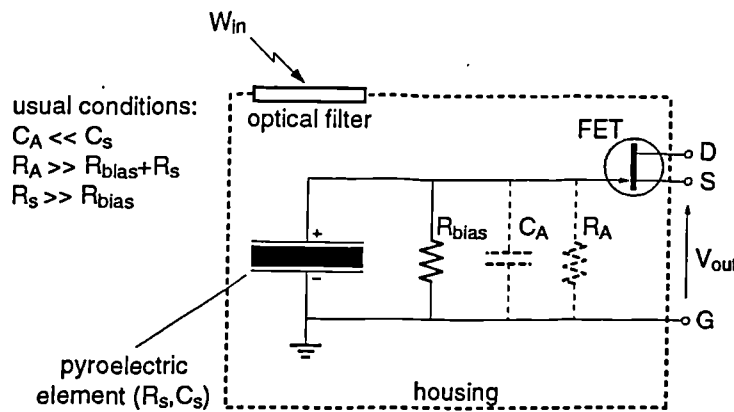 W_in
usual conditions:
C_A << C_s
R_A >> R_bias+R_s
R_s >> R_bias
optical filter
FET
D
S
+
R_bias
C_A
R_A
V_out
−
G
pyroelectric
element (R_s,C_s)
housing